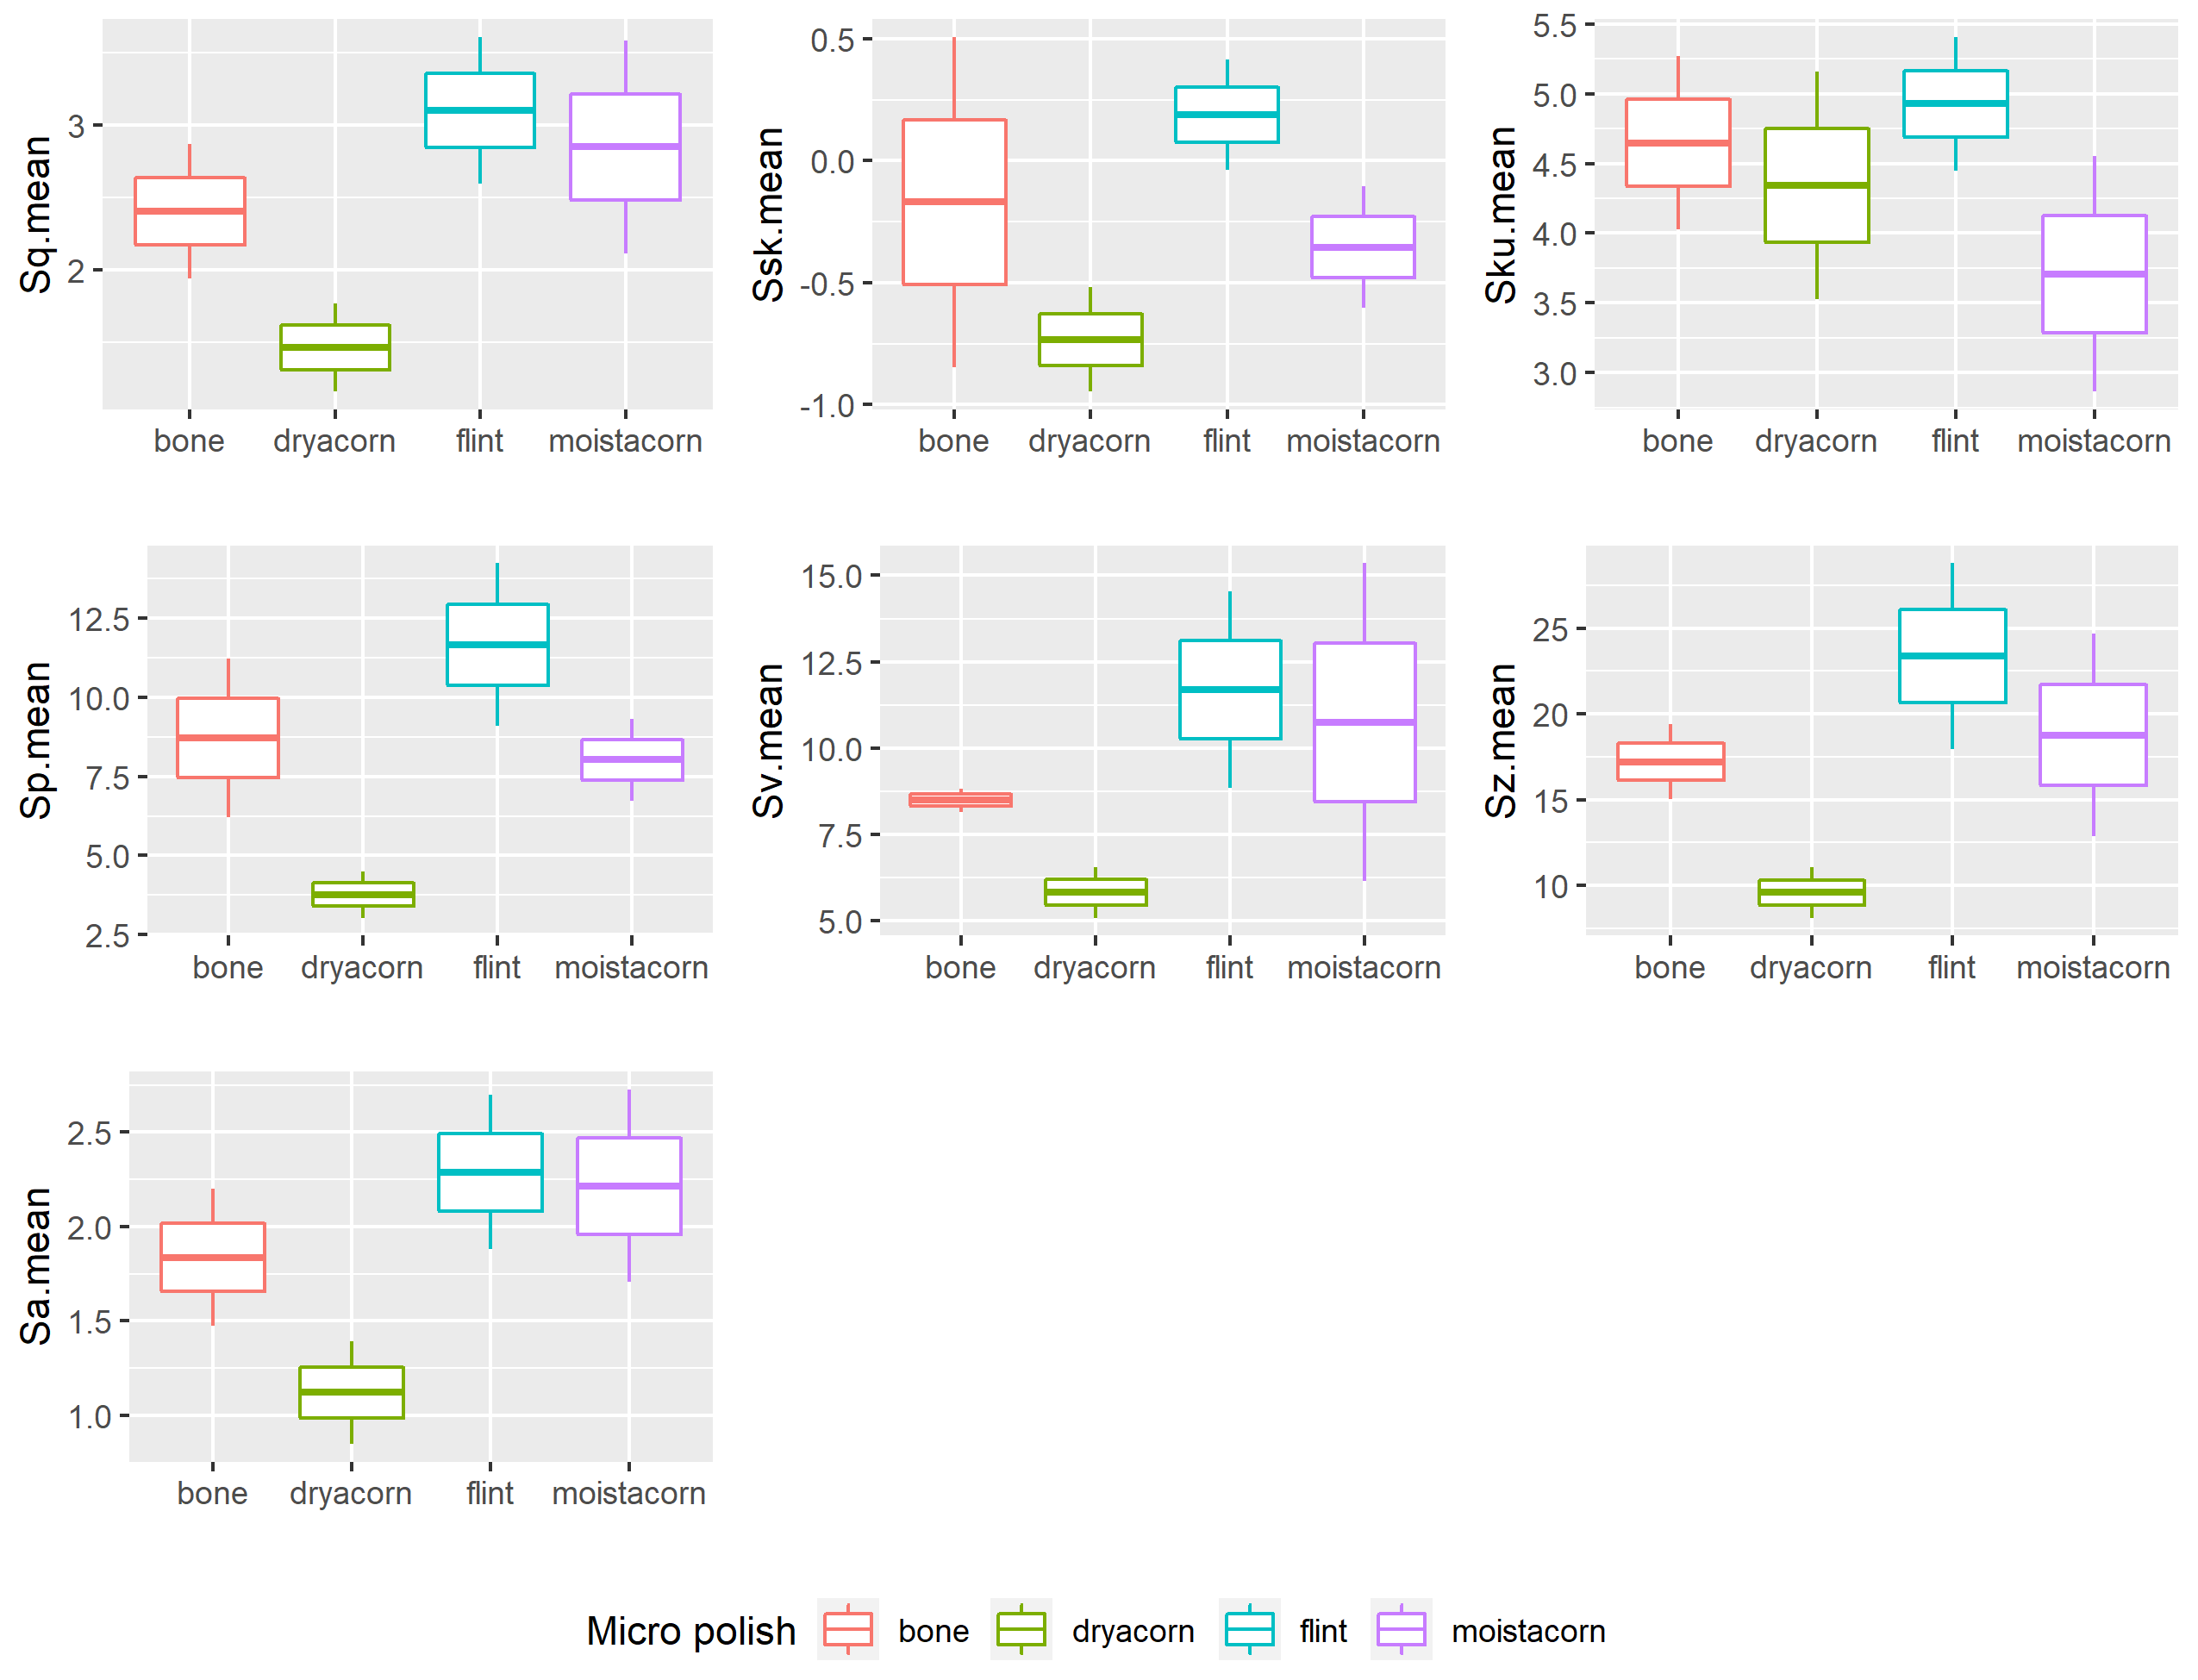 Sq.mean
3
2
bone dryacorn flint moistacorn
Ssk.mean
0.5
0.0
-0.5
-1.0
bone dryacorn flint moistacorn
Sku.mean
5.5
5.0
4.5
4.0
3.5
3.0
bone dryacorn flint moistacorn
Sp.mean
12.5
10.0
7.5
5.0
2.5
bone dryacorn flint moistacorn
Sv.mean
15.0
12.5
10.0
7.5
5.0
bone dryacorn flint moistacorn
Sz.mean
25
20
15
10
bone dryacorn flint moistacorn
Sa.mean
2.5
2.0
1.5
1.0
bone dryacorn flint moistacorn
Micro polish bone dryacorn flint moistacorn